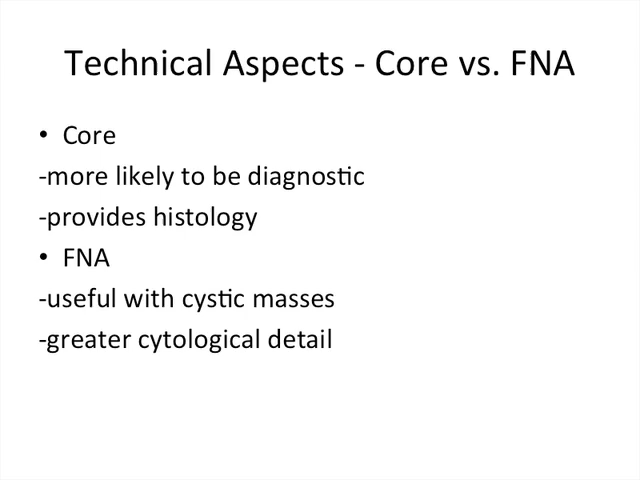 Technical Aspects - Core vs. FNA
• Core
-more likely to be diagnostic
-provides histology
• FNA
-useful with cystic masses
-greater cytological detail